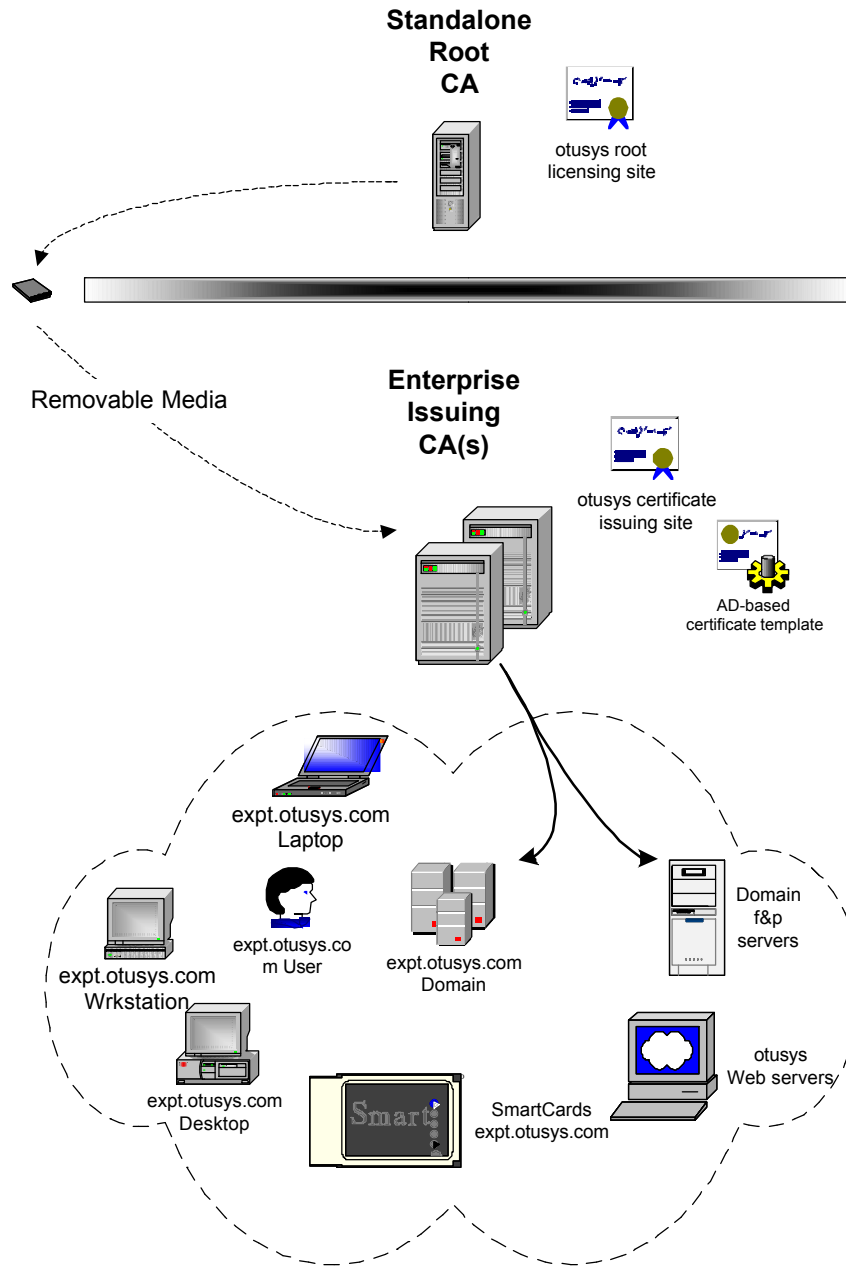 Standalone
Root
CA
otusys root
licensing site
Removable Media
Enterprise
Issuing
CA(s)
otusys certificate
issuing site
AD-based
certificate template
expt.otusys.com
Laptop
expt.otusys.co
m User
expt.otusys.com
Domain
Domain
f&p
servers
expt.otusys.com
Wrkstation
expt.otusys.com
Desktop
Smart
SmartCards
expt.otusys.com
otusys
Web servers